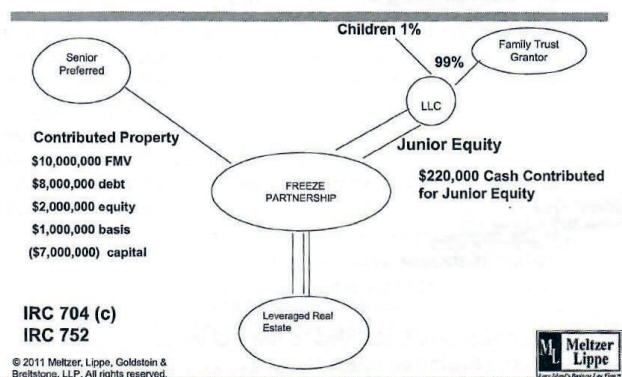 Children 1%
Senior
Preferred
99%
Family Trust
Grantor
LLC
Contributed Property
$10,000,000 FMV
$8,000,000 debt
$2,000,000 equity
$1,000,000 basis
($7,000,000) capital
Junior Equity
$220,000 Cash Contributed
for Junior Equity
FREEZE
PARTNERSHIP
Leveraged Real
Estate
IRC 704 (c)
IRC 752
© 2011 Meltzer, Lippe, Goldstein &
Breitstone, LLP. All rights reserved.
ML Meltzer
Lippe